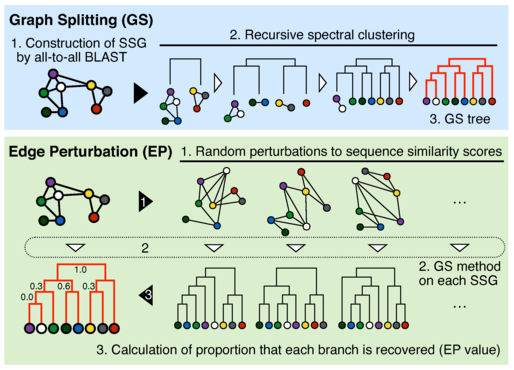 Graph Splitting (GS)
1. Construction of SSG
by all-to-all BLAST
2. Recursive spectral clustering
3. GS tree
Edge Perturbation (EP)
1. Random perturbations to sequence similarity scores
1
...
2
2. GS method
on each SSG
1.0
0.3
0.6
0.3
0.0
3
...
3. Calculation of proportion that each branch is recovered (EP value)